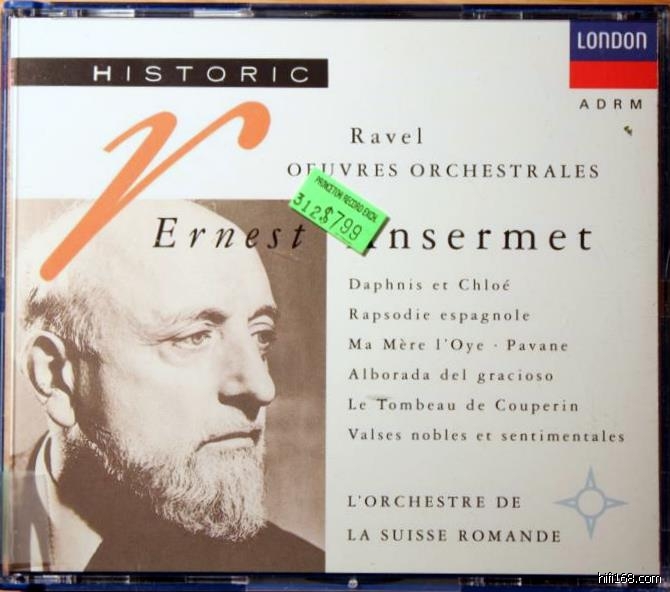 HISTORIC
LONDON
ADRM
r
Ravel
OEUVRES ORCHESTRALES
PRINCETON RECORD EXCH.
312$799
Ernest Ansermet
Daphnis et Chloé
Rapsodie espagnole
Ma Mère l'Oye · Pavane
Alborada del gracioso
Le Tombeau de Couperin
Valses nobles et sentimentales
L'ORCHESTRE DE
LA SUISSE ROMANDE
hifi168.com